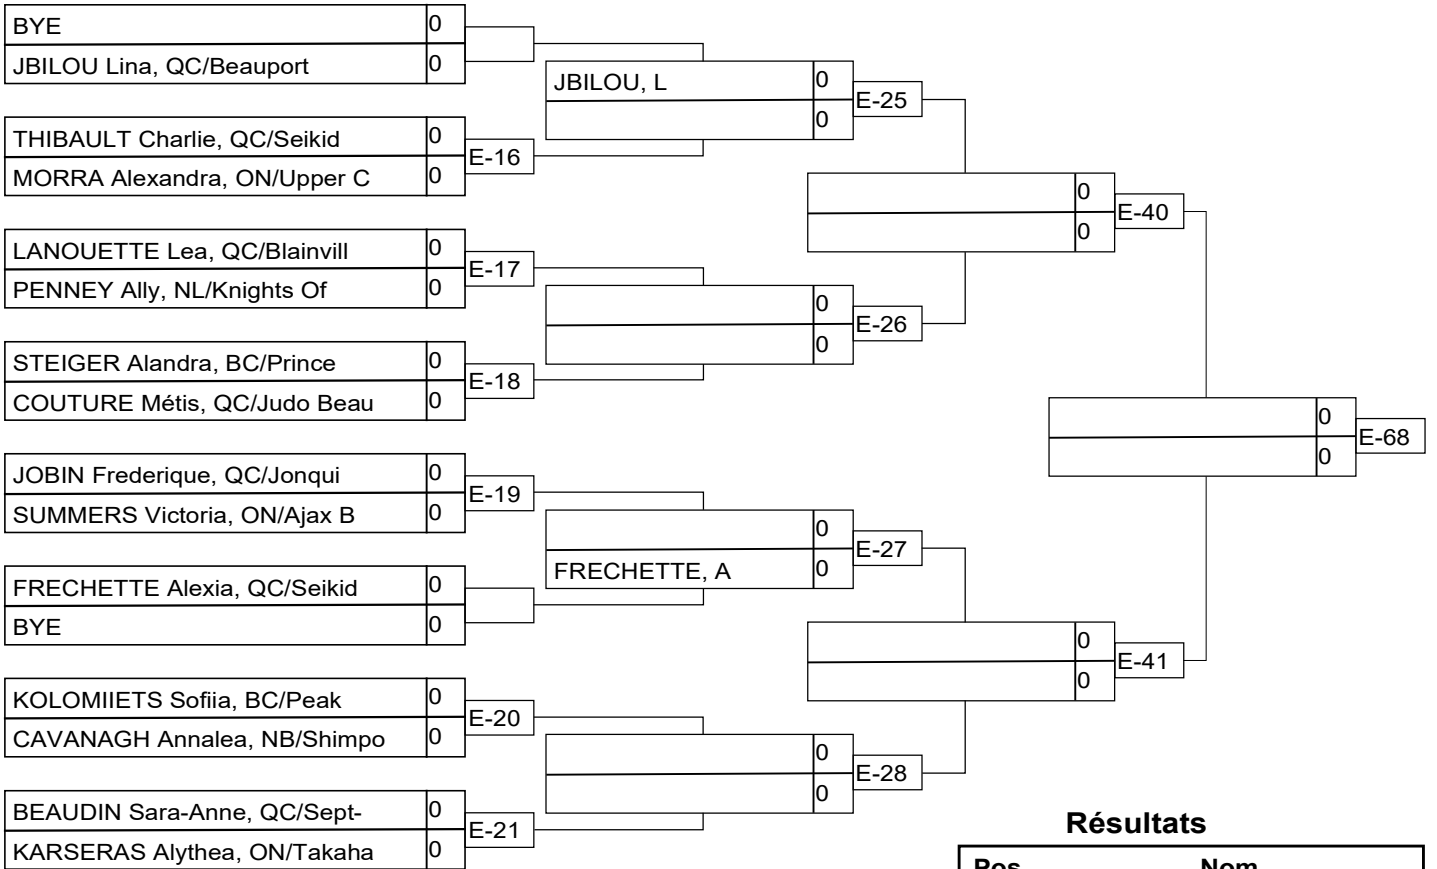 BYE 0
JBILOU Lina, QC/Beauport 0
THIBAULT Charlie, QC/Seikid 0
MORRA Alexandra, ON/Upper C 0
E-16
LANOUETTE Lea, QC/Blainvill 0
PENNEY Ally, NL/Knights Of 0
E-17
STEIGER Alandra, BC/Prince 0
COUTURE Métis, QC/Judo Beau 0
E-18
JOBIN Frederique, QC/Jonqui 0
SUMMERS Victoria, ON/Ajax B 0
E-19
FRECHETTE Alexia, QC/Seikid 0
BYE 0
KOLOMIIETS Sofiia, BC/Peak 0
CAVANAGH Annalea, NB/Shimpo 0
E-20
BEAUDIN Sara-Anne, QC/Sept- 0
KARSERAS Alythea, ON/Takaha 0
E-21
JBILOU, L 0
0
E-25
0
0
E-26
0
FRECHETTE, A 0
E-27
0
0
E-28
0
0
E-40
0
0
E-41
0
0
E-68
Résultats
Pos Nom